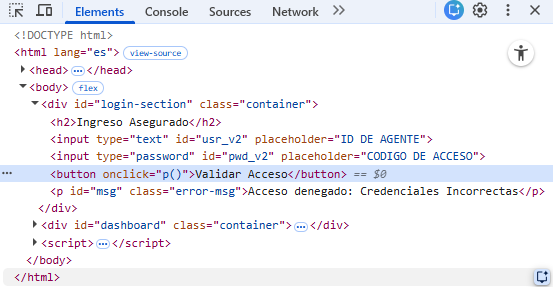 Elements Console Sources Network
<!DOCTYPE html>
<html lang="es"> view-source
<head> </head>
<body> flex
<div id="login-section" class="container">
<h2>Ingreso Asegurado</h2>
<input type="text" id="usr_v2" placeholder="ID DE AGENTE">
<input type="password" id="pwd_v2" placeholder="CODIGO DE ACCESO">
<button onclick="p()">Validar Acceso</button> == $0
<p id="msg" class="error-msg">Acceso denegado: Credenciales Incorrectas</p>
</div>
<div id="dashboard" class="container"> </div>
<script> </script>
</body>
</html>